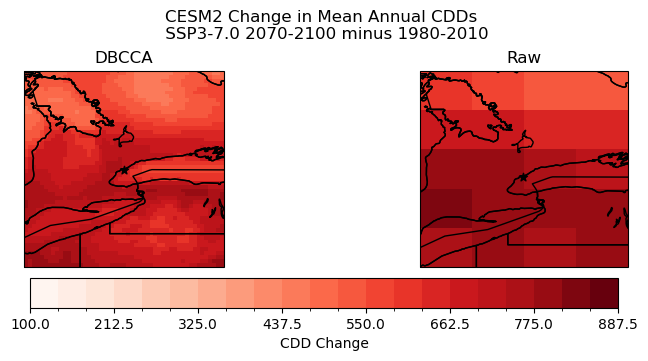 CESM2 Change in Mean Annual CDDs
SSP3-7.0 2070-2100 minus 1980-2010
DBCCA
Raw
100.0 212.5 325.0 437.5 550.0 662.5 775.0 887.5
CDD Change